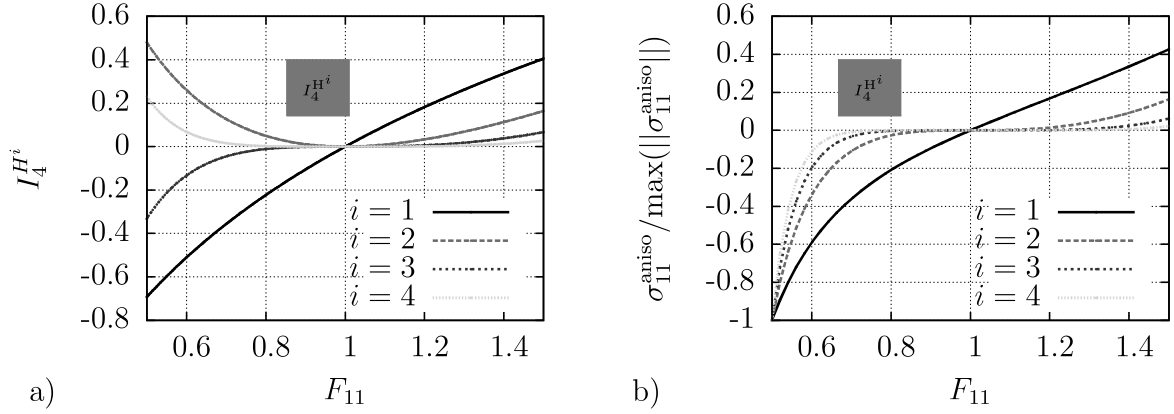 0.6
0.4
0.2
0
-0.2
-0.4
-0.6
-0.8
0.6 0.8 1 1.2 1.4
I_4^{H^i}
F_{11}
I_4^{H^i}
i = 1
i = 2
i = 3
i = 4
a)
0.6
0.4
0.2
0
-0.2
-0.4
-0.6
-0.8
-1
0.6 0.8 1 1.2 1.4
σ_{11}^{aniso}/max(||σ_{11}^{aniso}||)
F_{11}
I_4^{H^i}
i = 1
i = 2
i = 3
i = 4
b)